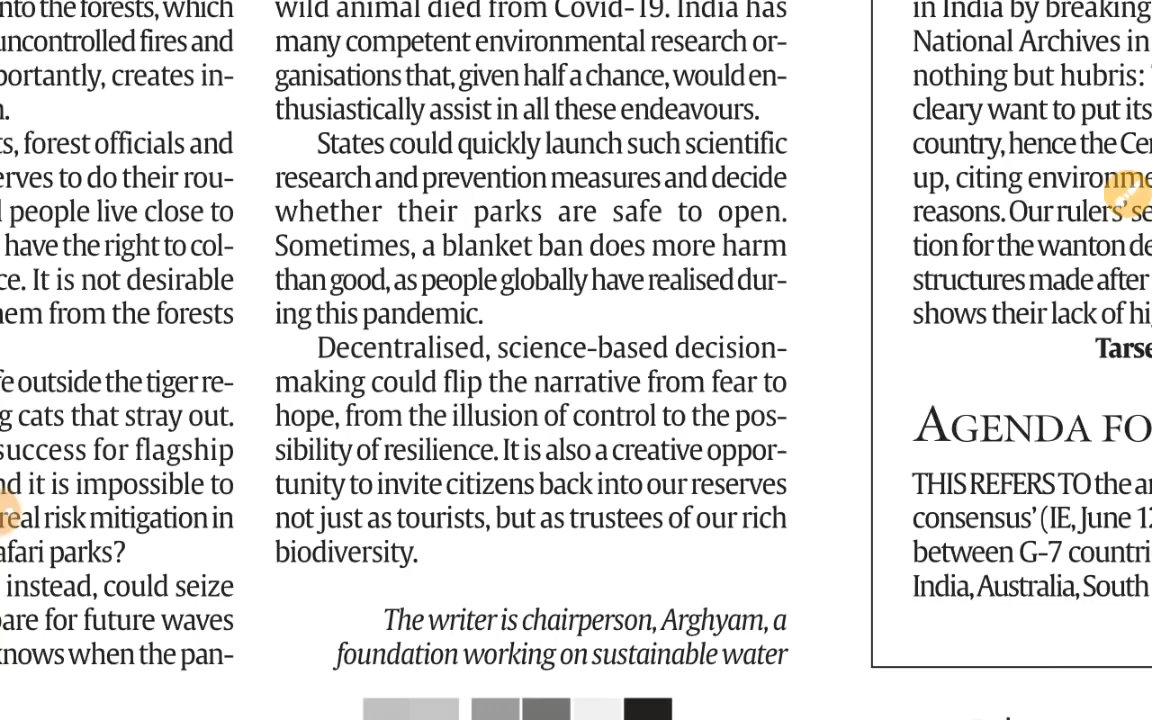 nto the forests, which
uncontrolled fires and
portantly, creates in-
ts, forest officials and
erves to do their rou-
people live close to
have the right to col-
ce. It is not desirable
hem from the forests
fe outside the tiger re-
g cats that stray out.
success for flagship
nd it is impossible to
real risk mitigation in
afari parks?
instead, could seize
pare for future waves
knows when the pan-
wild animal died from Covid-19. India has
many competent environmental research or-
ganisations that, given half a chance, would en-
thusiastically assist in all these endeavours.
States could quickly launch such scientific
research and prevention measures and decide
whether their parks are safe to open.
Sometimes, a blanket ban does more harm
than good, as people globally have realised dur-
ing this pandemic.
Decentralised, science-based decision-
making could flip the narrative from fear to
hope, from the illusion of control to the pos-
sibility of resilience. It is also a creative oppor-
tunity to invite citizens back into our reserves
not just as tourists, but as trustees of our rich
biodiversity.
The writer is chairperson, Arghyam, a
foundation working on sustainable water
in India by breaking
National Archives in
nothing but hubris:
cleary want to put its
country, hence the Cen
up, citing environme
reasons. Our rulers' se
tion for the wanton de
structures made after
shows their lack of hi
Tarse
AGENDA FO
THIS REFERS TO the ar
consensus' (IE, June 12
between G-7 countri
India, Australia, South